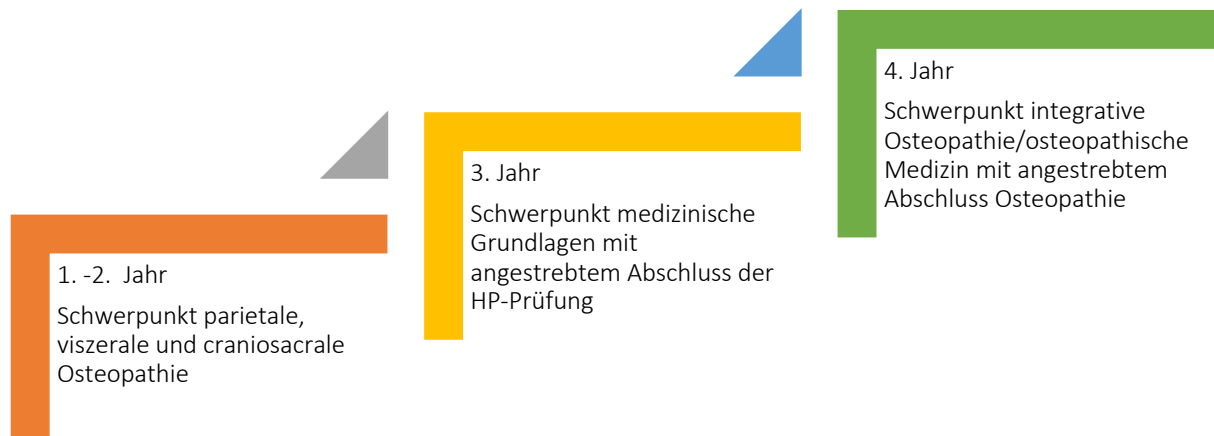 1. -2. Jahr
Schwerpunkt parietale,
viszerale und craniosacrale
Osteopathie
3. Jahr
Schwerpunkt medizinische
Grundlagen mit
angestrebtem Abschluss der
HP-Prüfung
4. Jahr
Schwerpunkt integrative
Osteopathie/osteopathische
Medizin mit angestrebtem
Abschluss Osteopathie